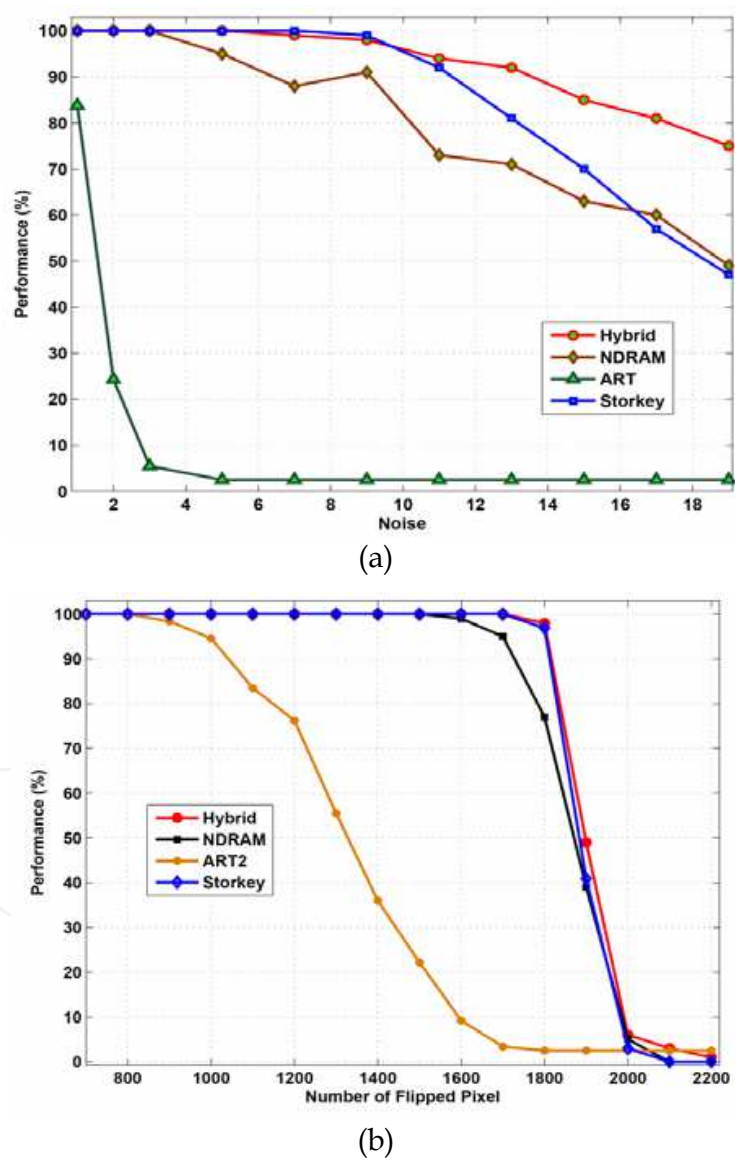 100
90
80
70
60
50
40
30
20
10
0
Performance (%)
2 4 6 8 10 12 14 16 18
Noise
Hybrid
NDRAM
ART
Storkey
(a)
100
90
80
70
60
50
40
30
20
10
0
Performance (%)
800 1000 1200 1400 1600 1800 2000 2200
Number of Flipped Pixel
Hybrid
NDRAM
ART2
Storkey
(b)